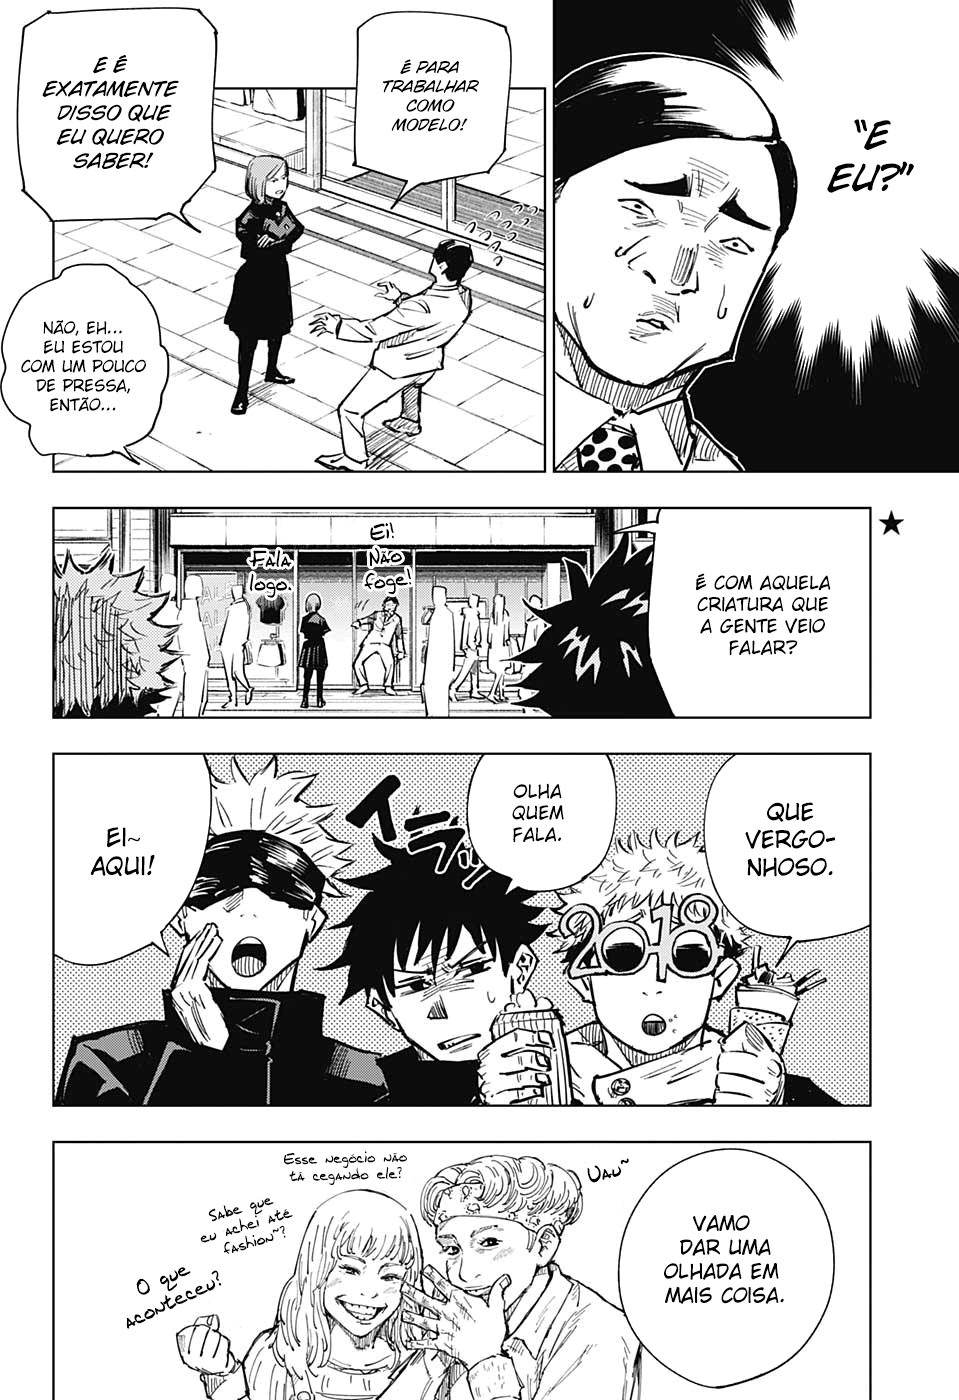 "E
EU?"
É PARA
TRABALHAR
COMO
MODELO!
E É
EXATAMENTE
DISSO QUE
EU QUERO
SABER!
NÃO, EH...
EU ESTOU
COM UM POUCO
DE PRESSA,
ENTÃO...
É COM AQUELA
CRIATURA QUE
A GENTE VEIO
FALAR?
Ei!
Não
foge!
Fala
logo.
QUE
VERGO-
NHOSO.
2018
OLHA
QUEM
FALA.
イラッ
EI~
AQUI!
VAMO
DAR UMA
OLHADA EM
MAIS COISA.
Uau~
Esse negócio não
tá cegando ele?
Sabe que
eu achei até
fashion~?
O que
aconteceu?